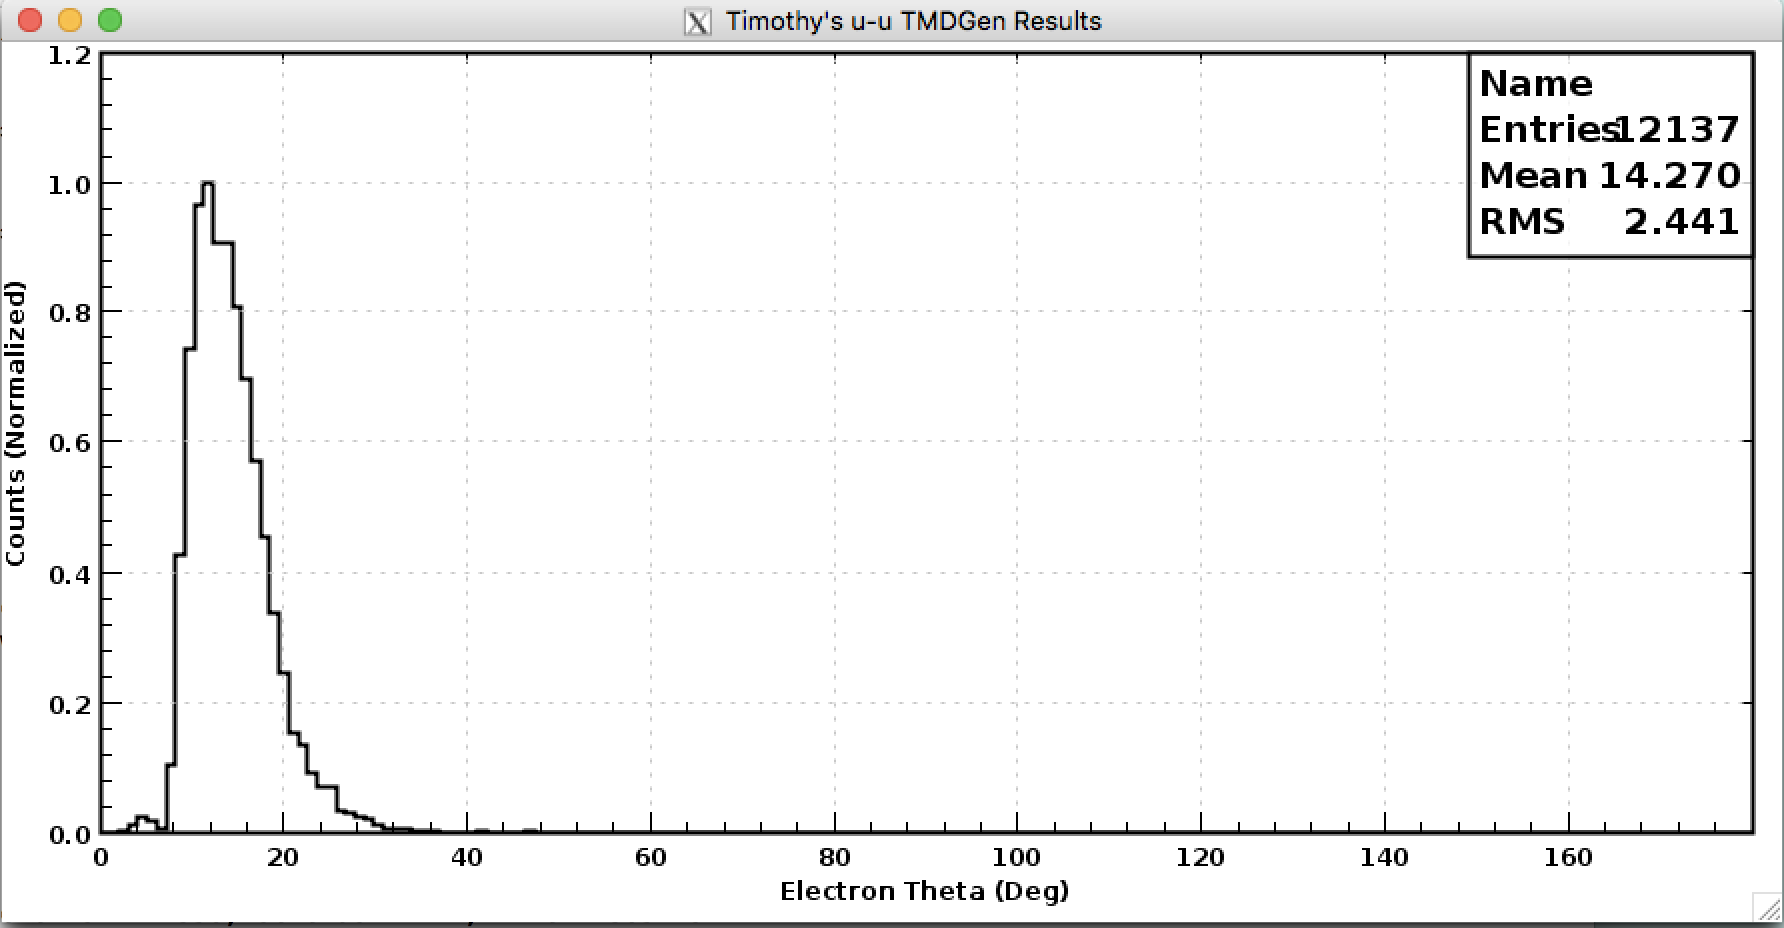 Timothy's u-u TMDGen Results
Name
Entries 12137
Mean 14.270
RMS 2.441
1.2
1.0
0.8
0.6
0.4
0.2
0.0
Counts (Normalized)
0 20 40 60 80 100 120 140 160
Electron Theta (Deg)